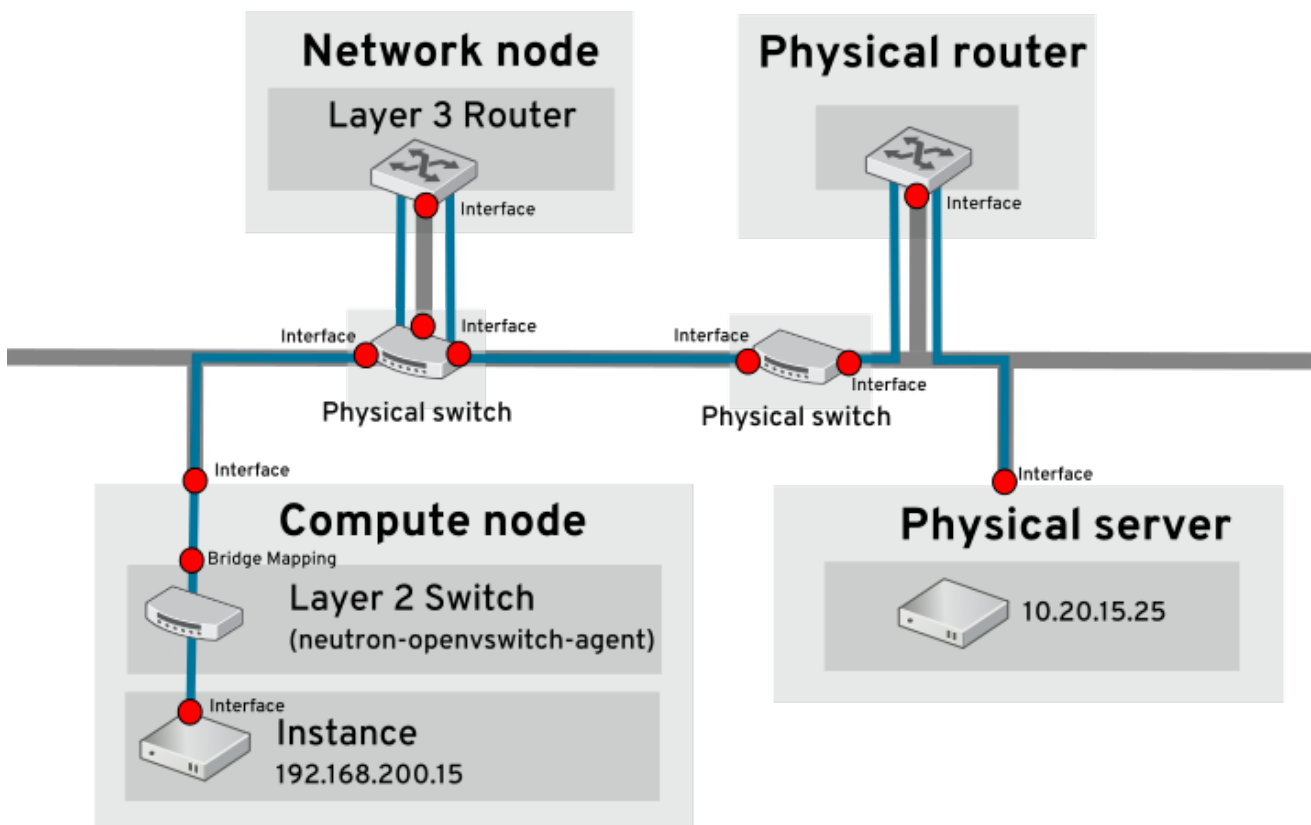 Network node
Layer 3 Router
Interface
Physical router
Interface
Interface
Interface
Physical switch
Interface
Interface
Physical switch
Interface
Compute node
Bridge Mapping
Layer 2 Switch
(neutron-openvswitch-agent)
Interface
Instance
192.168.200.15
Interface
Physical server
10.20.15.25